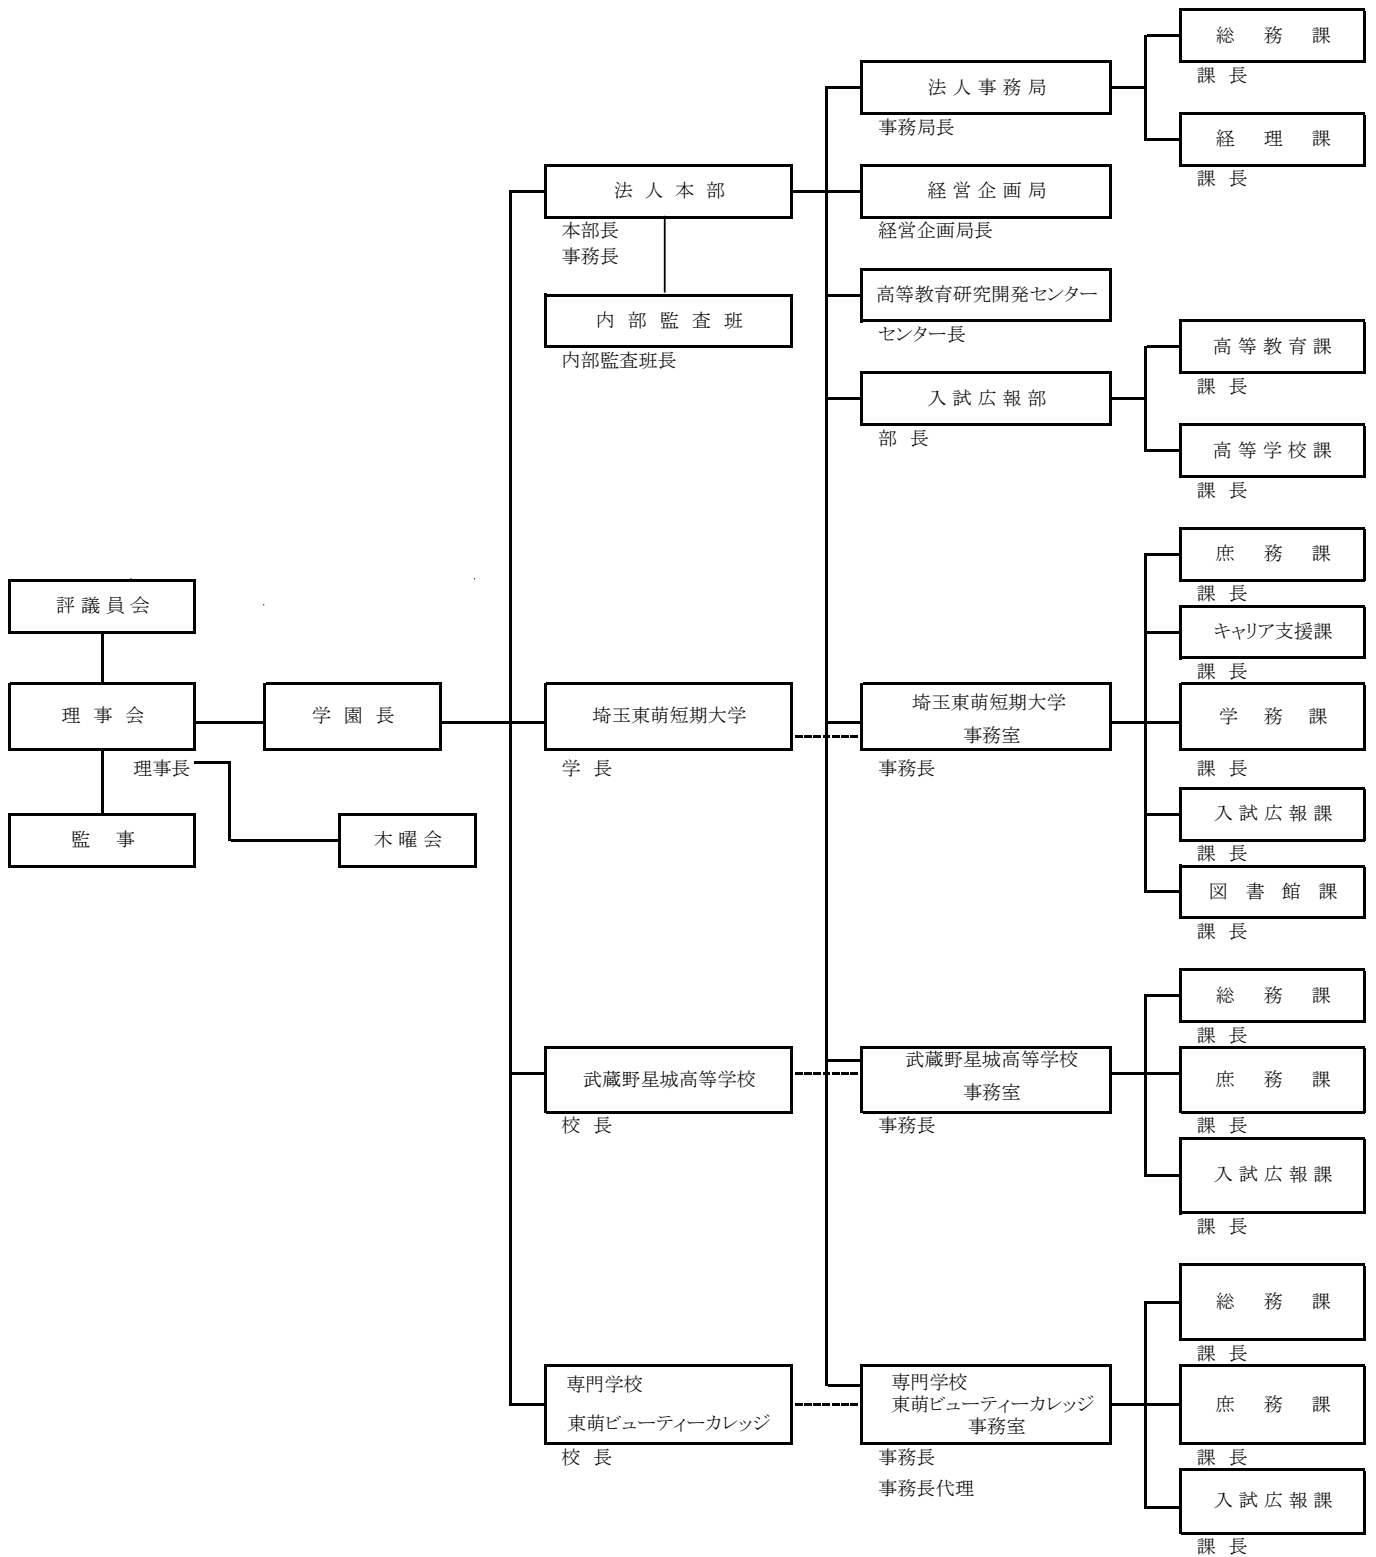 総務課
課長
法人事務局
事務局長
経理課
課長
法人本部
本部長
事務長
経営企画局
経営企画局長
内部監査班
内部監査班長
高等教育研究開発センター
センター長
高等教育課
課長
入試広報部
部長
高等学校課
課長
評議員会
理事会
理事長
監事
学園長
木曜会
埼玉東萌短期大学
学長
埼玉東萌短期大学
事務室
事務長
庶務課
課長
キャリア支援課
課長
学務課
課長
入試広報課
課長
図書館課
課長
武蔵野星城高等学校
校長
武蔵野星城高等学校
事務室
事務長
総務課
課長
庶務課
課長
入試広報課
課長
専門学校
東萌ビューティーカレッジ
校長
専門学校
東萌ビューティーカレッジ
事務室
事務長
事務長代理
総務課
課長
庶務課
課長
入試広報課
課長